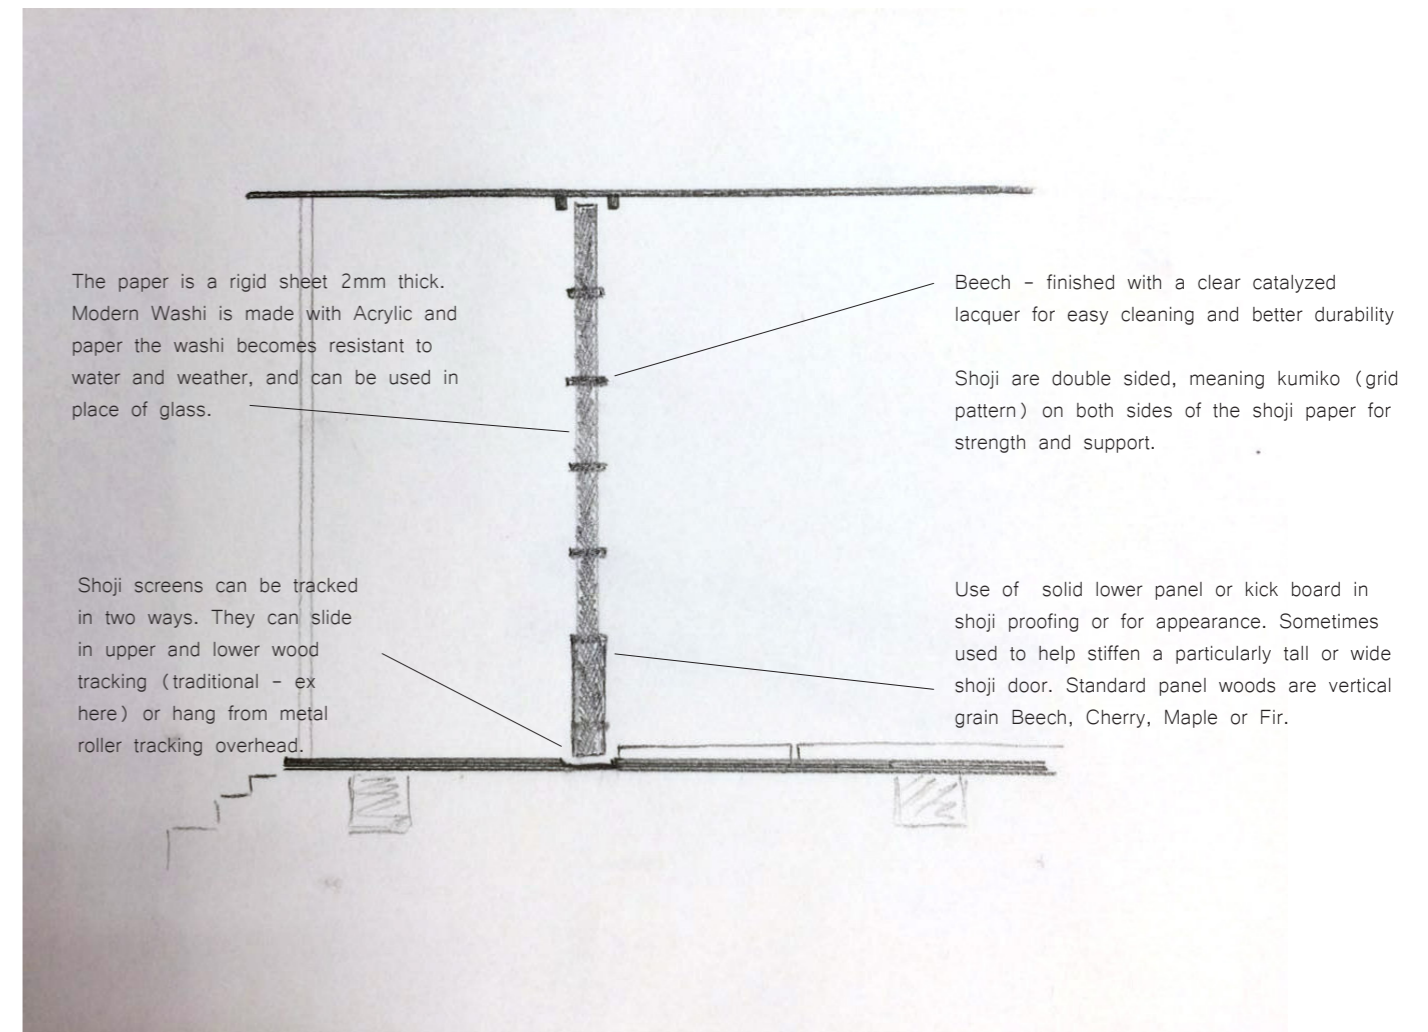 The paper is a rigid sheet 2mm thick.
Modern Washi is made with Acrylic and
paper the washi becomes resistant to
water and weather, and can be used in
place of glass.
Beech - finished with a clear catalyzed
lacquer for easy cleaning and better durability
Shoji are double sided, meaning kumiko (grid
pattern) on both sides of the shoji paper for
strength and support.
Shoji screens can be tracked
in two ways. They can slide
in upper and lower wood
tracking (traditional - ex
here) or hang from metal
roller tracking overhead.
Use of solid lower panel or kick board in
shoji proofing or for appearance. Sometimes
used to help stiffen a particularly tall or wide
shoji door. Standard panel woods are vertical
grain Beech, Cherry, Maple or Fir.